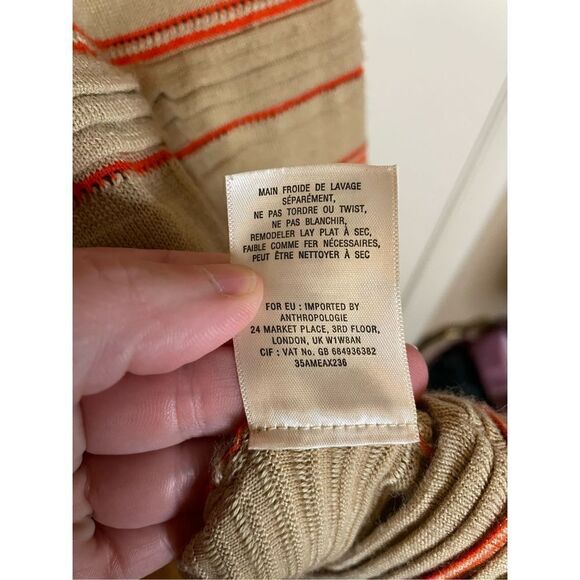 MAIN FROIDE DE LAVAGE
SÉPARÉMENT,
NE PAS TORDRE OU TWIST,
NE PAS BLANCHIR,
REMODELER LAY PLAT À SEC,
FAIBLE COMME FER NÉCESSAIRES,
PEUT ÊTRE NETTOYER À SEC
FOR EU : IMPORTED BY
ANTHROPOLOGIE
24 MARKET PLACE, 3RD FLOOR,
LONDON, UK W1W8AN
CIF : VAT No. GB 684936382
35AMEAX236